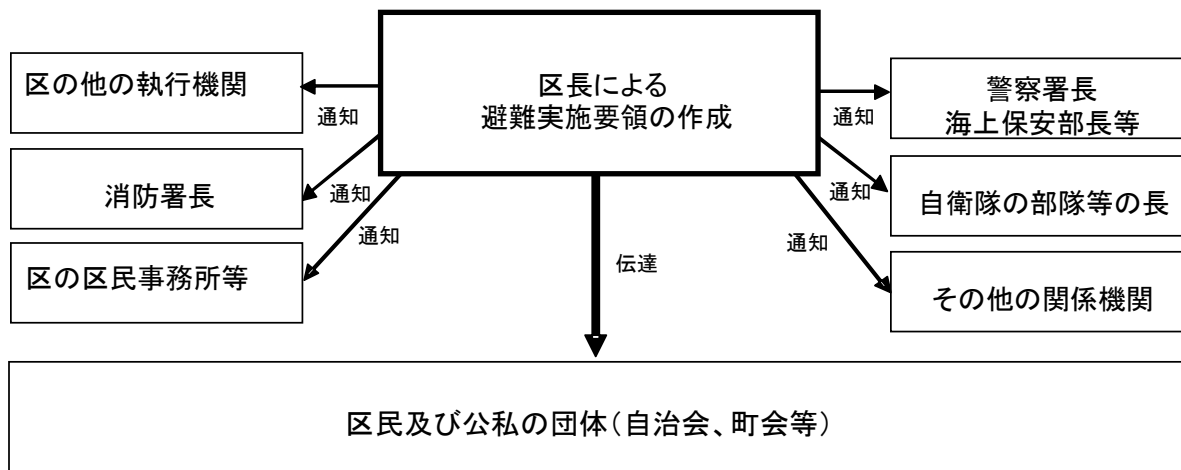 区長による
避難実施要領の作成
区の他の執行機関
通知
消防署長
通知
区の区民事務所等
通知
警察署長
海上保安部長等
通知
自衛隊の部隊等の長
通知
その他の関係機関
通知
伝達
区民及び公私の団体（自治会、町会等）